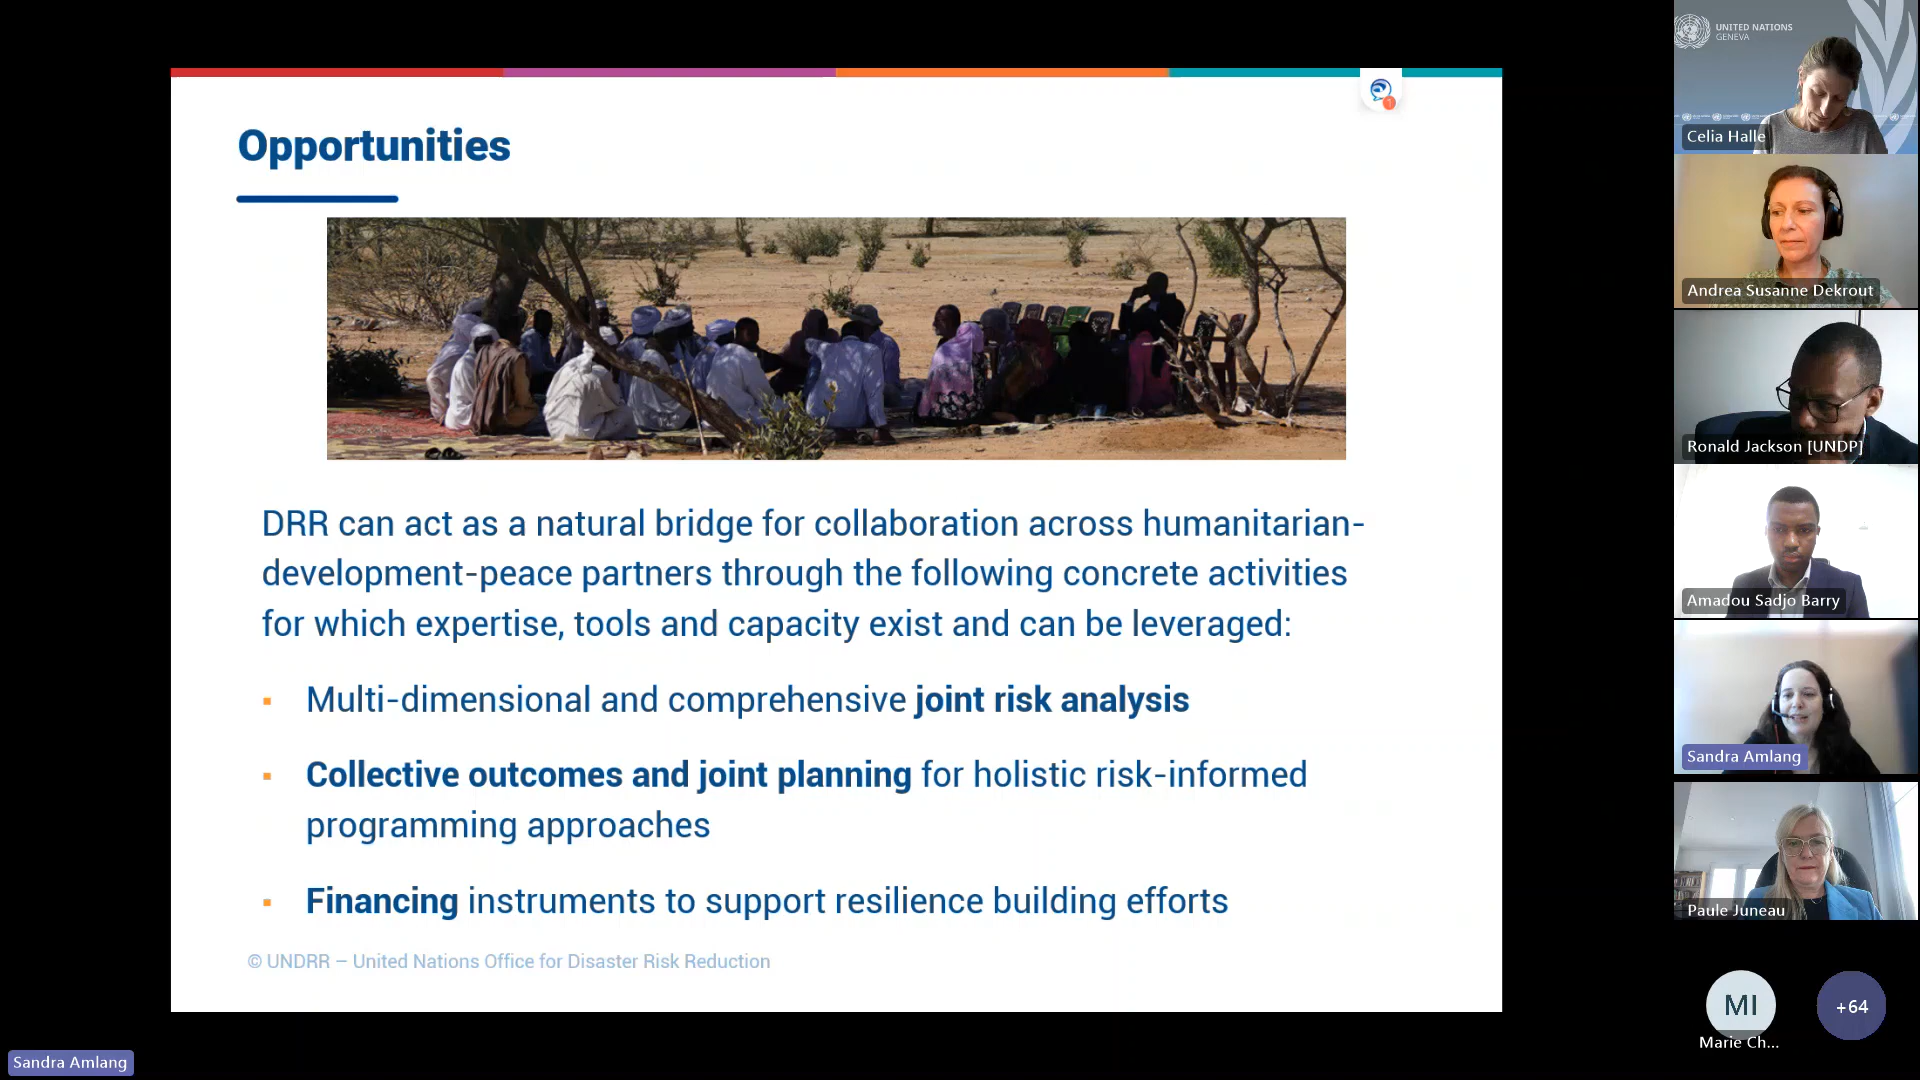 Opportunities
DRR can act as a natural bridge for collaboration across humanitarian-
development-peace partners through the following concrete activities
for which expertise, tools and capacity exist and can be leveraged:
Multi-dimensional and comprehensive joint risk analysis
Collective outcomes and joint planning for holistic risk-informed
programming approaches
Financing instruments to support resilience building efforts
© UNDRR – United Nations Office for Disaster Risk Reduction
Sandra Amlang
UNITED NATIONS
GENEVA
Celia Halle
Andrea Susanne Dekrout
Ronald Jackson [UNDP]
Amadou Sadjo Barry
Sandra Amlang
Paule Juneau
MI
+64
Marie Ch...